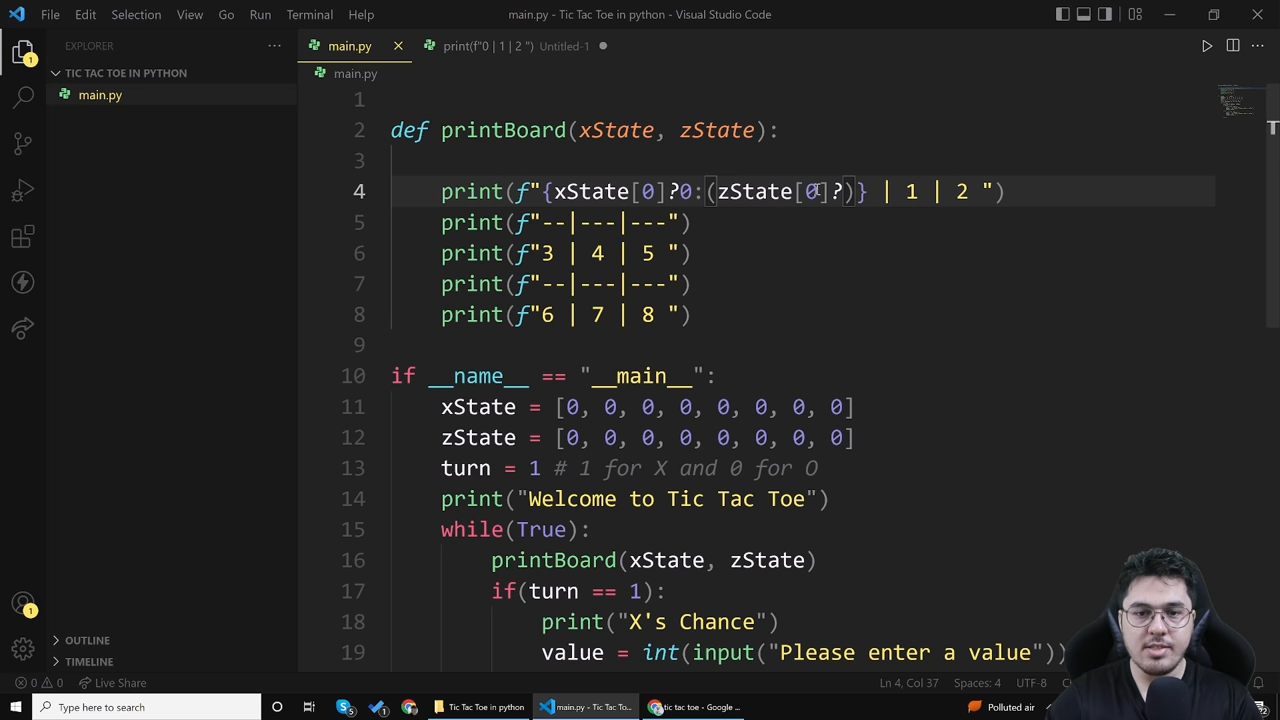 File Edit Selection View Go Run Terminal Help main.py - Tic Tac Toe in python - Visual Studio Code
EXPLORER
main.py
print(f"0 | 1 | 2 ") Untitled-1
TIC TAC TOE IN PYTHON
main.py
main.py
1
2 def printBoard(xState, zState):
3
4 print(f"{xState[0]?0:(zState[0]?)} | 1 | 2 ")
5 print(f"--|---|---")
6 print(f"3 | 4 | 5 ")
7 print(f"--|---|---")
8 print(f"6 | 7 | 8 ")
9
10 if __name__ == "__main__":
11 xState = [0, 0, 0, 0, 0, 0, 0, 0]
12 zState = [0, 0, 0, 0, 0, 0, 0, 0]
13 turn = 1 # 1 for X and 0 for O
14 print("Welcome to Tic Tac Toe")
15 while(True):
16 printBoard(xState, zState)
17 if(turn == 1):
18 print("X's Chance")
19 value = int(input("Please enter a value"))
1
1
OUTLINE
TIMELINE
0 0 Live Share Ln 4, Col 37 Spaces: 4 UTF-8
Type here to search
5
1
Tic Tac Toe in python
main.py - Tic Tac To...
tic tac toe - Google ...
Polluted air
2